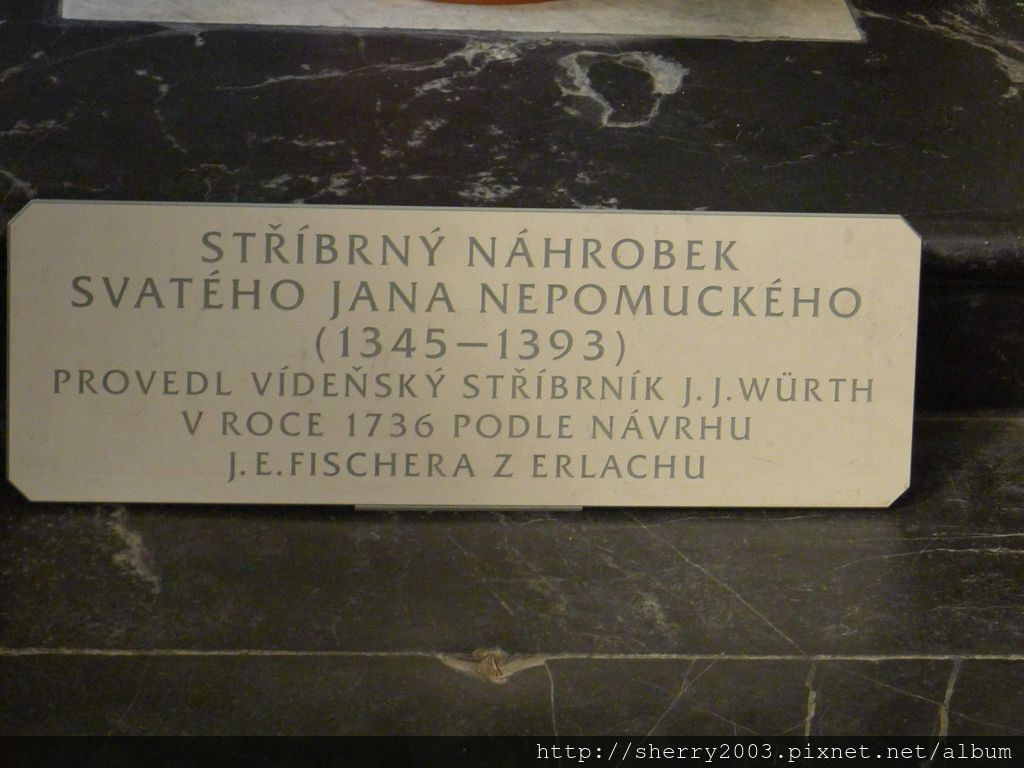 STŘÍBRNÝ NÁHROBEK
SVATÉHO JANA NEPOMUCKÉHO
(1345–1393)
PROVEDL VÍDEŇSKÝ STŘÍBRNÍK J. J. WÜRTH
V ROCE 1736 PODLE NÁVRHU
J. E. FISCHERA Z ERLACHU
http://sherry2003.pixnet.net/album